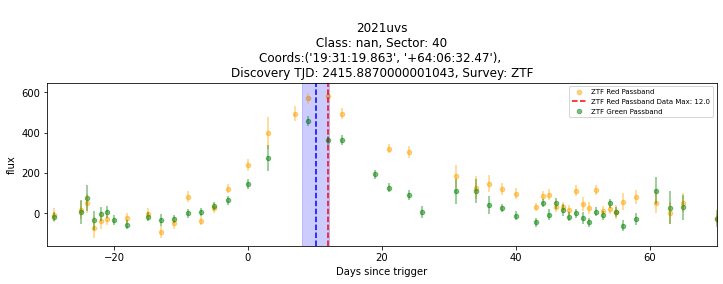 2021uvs
Class: nan, Sector: 40
Coords:('19:31:19.863', '+64:06:32.47'),
Discovery TJD: 2415.8870000001043, Survey: ZTF
600
400
200
0
flux
−20
0
20
40
60
Days since trigger
ZTF Red Passband
ZTF Red Passband Data Max: 12.0
ZTF Green Passband